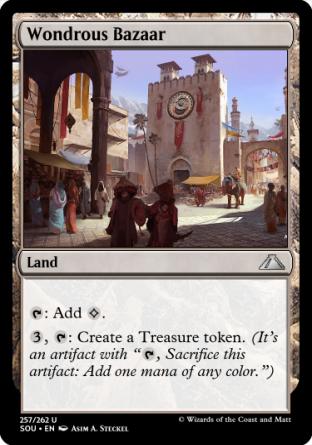 Wondrous Bazaar
Land
: Add .
3, : Create a Treasure token. (It's
an artifact with “, Sacrifice this
artifact: Add one mana of any color.”)
257/262 U
SOU • EN Asim A. Steckel
© Wizards of the Coast and Matt